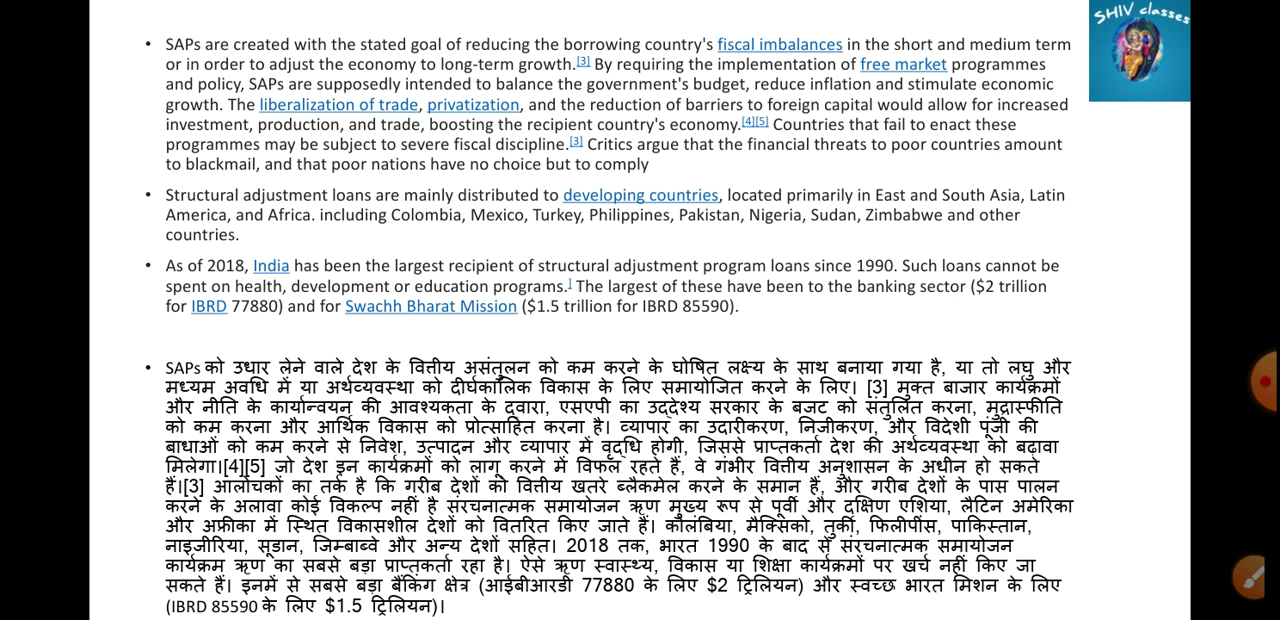 SHIV classes
• SAPs are created with the stated goal of reducing the borrowing country's fiscal imbalances in the short and medium term
or in order to adjust the economy to long-term growth.[3] By requiring the implementation of free market programmes
and policy, SAPs are supposedly intended to balance the government's budget, reduce inflation and stimulate economic
growth. The liberalization of trade, privatization, and the reduction of barriers to foreign capital would allow for increased
investment, production, and trade, boosting the recipient country's economy.[4][5] Countries that fail to enact these
programmes may be subject to severe fiscal discipline.[3] Critics argue that the financial threats to poor countries amount
to blackmail, and that poor nations have no choice but to comply
• Structural adjustment loans are mainly distributed to developing countries, located primarily in East and South Asia, Latin
America, and Africa. including Colombia, Mexico, Turkey, Philippines, Pakistan, Nigeria, Sudan, Zimbabwe and other
countries.
• As of 2018, India has been the largest recipient of structural adjustment program loans since 1990. Such loans cannot be
spent on health, development or education programs.] The largest of these have been to the banking sector ($2 trillion
for IBRD 77880) and for Swachh Bharat Mission ($1.5 trillion for IBRD 85590).
• SAPs को उधार लेने वाले देश के वित्तीय असंतुलन को कम करने के घोषित लक्ष्य के साथ बनाया गया है, या तो लघु और
मध्यम अवधि में या अर्थव्यवस्था को दीर्घकालिक विकास के लिए समायोजित करने के लिए। [3] मुक्त बाजार कार्यक्रमों
और नीति के कार्यान्वयन की आवश्यकता के द्वारा, एसएपी का उद्देश्य सरकार के बजट को संतुलित करना, मुद्रास्फीति
को कम करना और आर्थिक विकास को प्रोत्साहित करना है। व्यापार का उदारीकरण, निजीकरण, और विदेशी पूंजी की
बाधाओं को कम करने से निवेश, उत्पादन और व्यापार में वृद्धि होगी, जिससे प्राप्तकर्ता देश की अर्थव्यवस्था को बढ़ावा
मिलेगा।[4][5] जो देश इन कार्यक्रमों को लागू करने में विफल रहते हैं, वे गंभीर वित्तीय अनुशासन के अधीन हो सकते
हैं।[3] आलोचकों का तर्क है कि गरीब देशों को वित्तीय खतरे ब्लैकमेल करने के समान हैं, और गरीब देशों के पास पालन
करने के अलावा कोई विकल्प नहीं है संरचनात्मक समायोजन ऋण मुख्य रूप से पूर्वी और दक्षिण एशिया, लैटिन अमेरिका
और अफ्रीका में स्थित विकासशील देशों को वितरित किए जाते हैं। कोलंबिया, मैक्सिको, तुर्की, फिलीपींस, पाकिस्तान,
नाइजीरिया, सूडान, जिम्बाब्वे और अन्य देशों सहित। 2018 तक, भारत 1990 के बाद से संरचनात्मक समायोजन
कार्यक्रम ऋण का सबसे बड़ा प्राप्तकर्ता रहा है। ऐसे ऋण स्वास्थ्य, विकास या शिक्षा कार्यक्रमों पर खर्च नहीं किए जा
सकते हैं। इनमें से सबसे बड़ा बैंकिंग क्षेत्र (आईबीआरडी 77880 के लिए $2 ट्रिलियन) और स्वच्छ भारत मिशन के लिए
(IBRD 85590 के लिए $1.5 ट्रिलियन)।